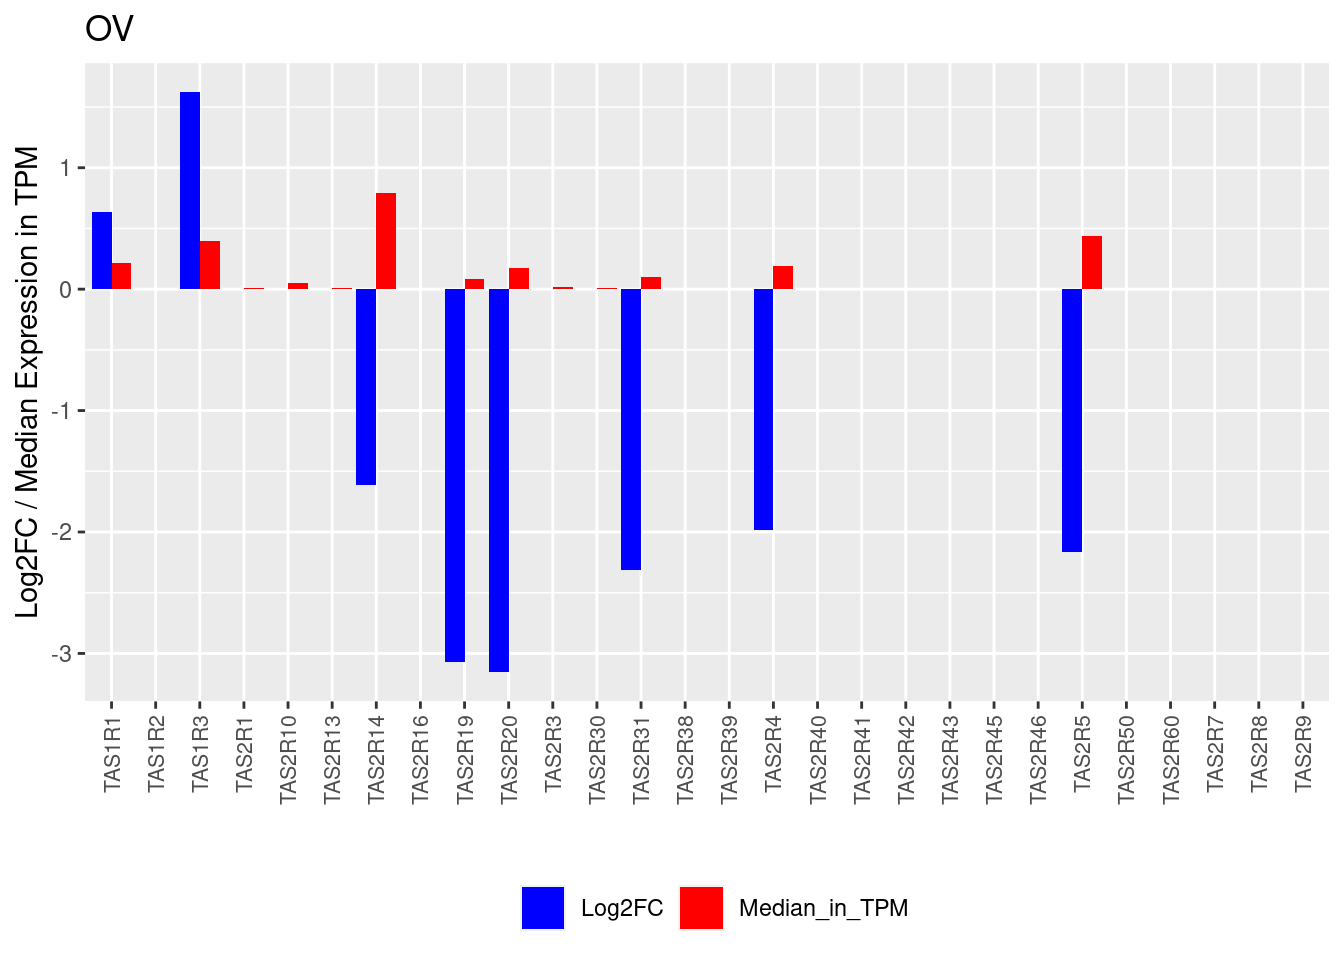 OV
Log2FC / Median Expression in TPM
1
0
-1
-2
-3
TAS1R1
TAS1R2
TAS1R3
TAS2R1
TAS2R10
TAS2R13
TAS2R14
TAS2R16
TAS2R19
TAS2R20
TAS2R3
TAS2R30
TAS2R31
TAS2R38
TAS2R39
TAS2R4
TAS2R40
TAS2R41
TAS2R42
TAS2R43
TAS2R45
TAS2R46
TAS2R5
TAS2R50
TAS2R60
TAS2R7
TAS2R8
TAS2R9
Log2FC Median_in_TPM